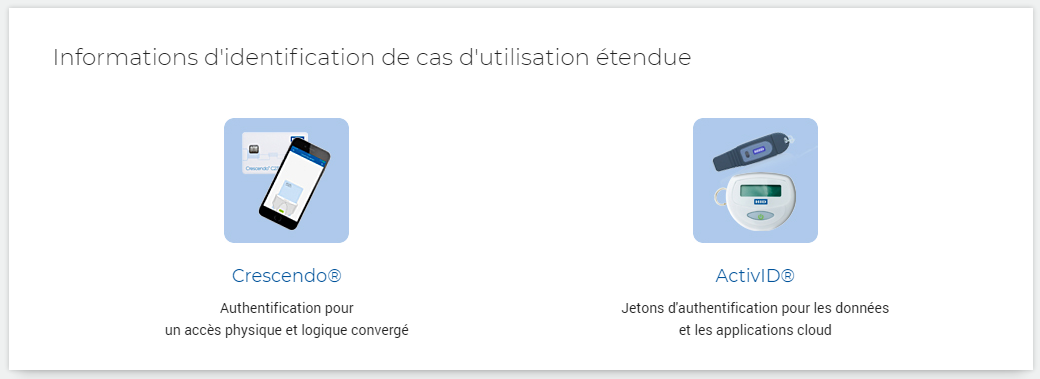 Informations d'identification de cas d'utilisation étendue
Crescendo®
Authentification pour
un accès physique et logique convergé
ActivID®
Jetons d'authentification pour les données
et les applications cloud